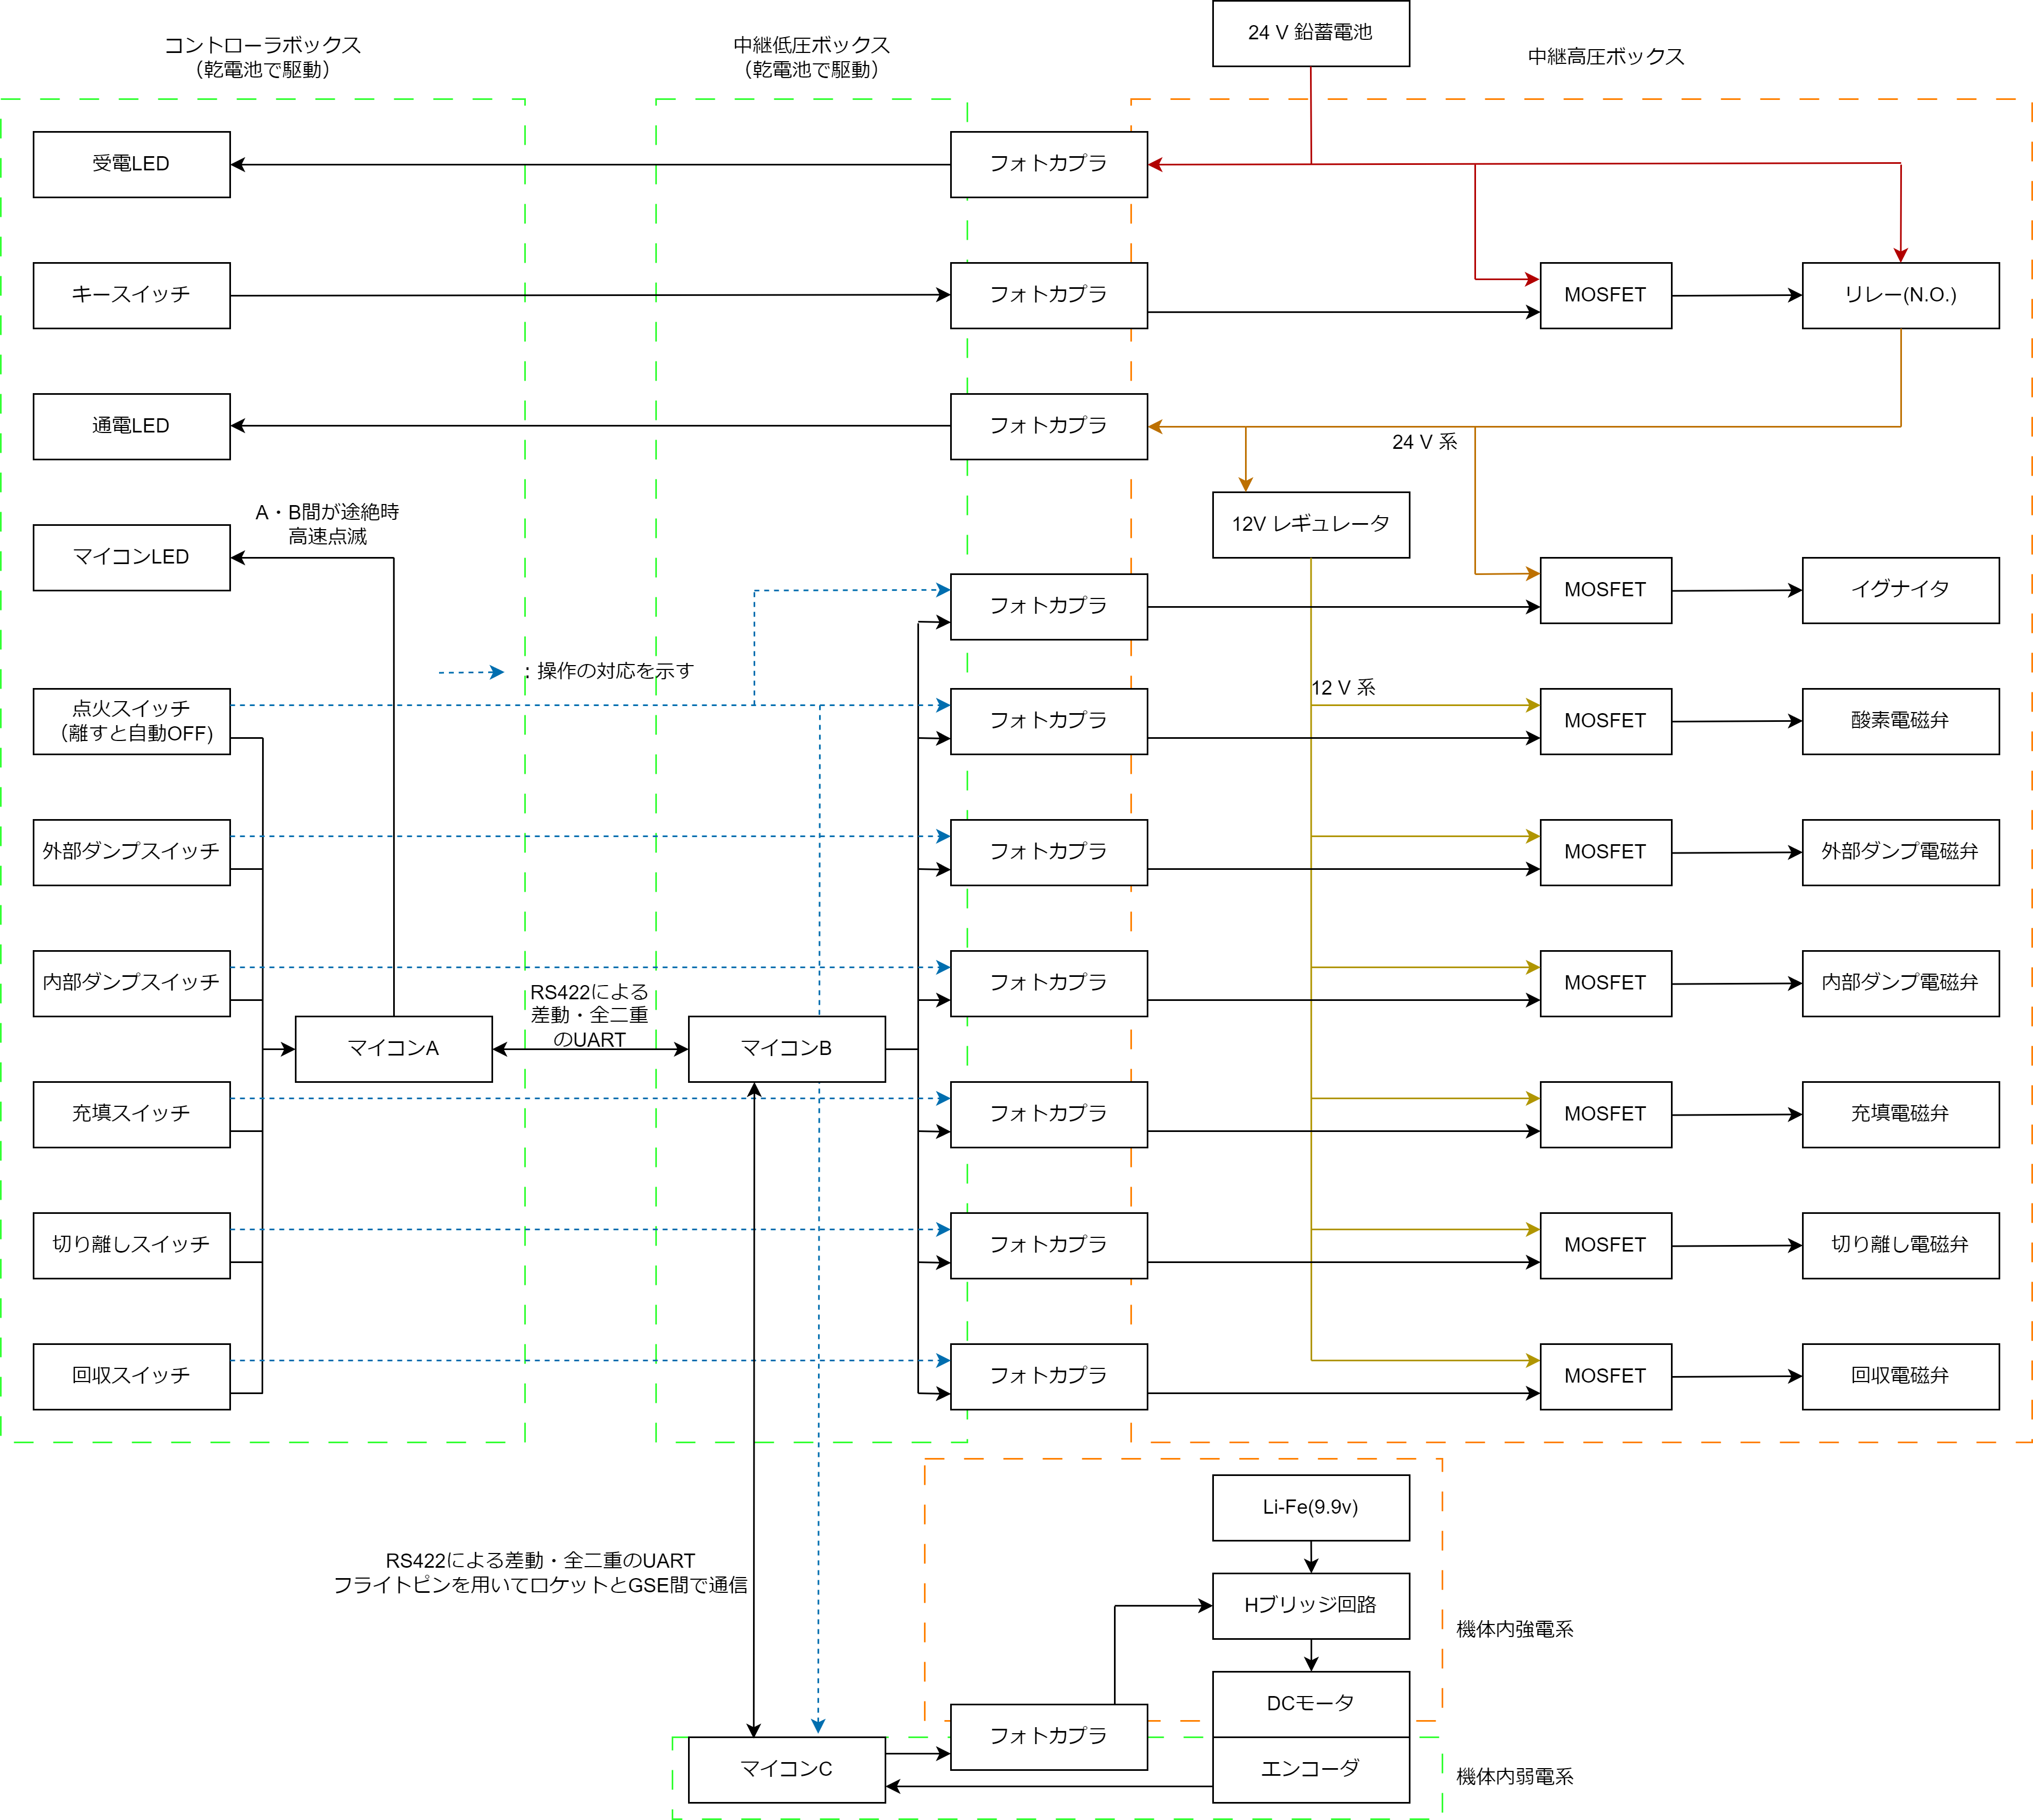 24 V 鉛蓄電池
コントローラボックス
（乾電池で駆動）
中継低圧ボックス
（乾電池で駆動）
中継高圧ボックス
受電LED
フォトカプラ
キースイッチ
フォトカプラ
MOSFET
リレー(N.O.)
通電LED
フォトカプラ
24 V 系
A・B間が途絶時
高速点滅
12V レギュレータ
マイコンLED
フォトカプラ
MOSFET
イグナイタ
：操作の対応を示す
12 V 系
点火スイッチ
（離すと自動OFF)
フォトカプラ
MOSFET
酸素電磁弁
外部ダンプスイッチ
フォトカプラ
MOSFET
外部ダンプ電磁弁
内部ダンプスイッチ
フォトカプラ
MOSFET
内部ダンプ電磁弁
RS422による
差動・全二重
のUART
マイコンA
マイコンB
充填スイッチ
フォトカプラ
MOSFET
充填電磁弁
切り離しスイッチ
フォトカプラ
MOSFET
切り離し電磁弁
回収スイッチ
フォトカプラ
MOSFET
回収電磁弁
Li-Fe(9.9v)
RS422による差動・全二重のUART
フライトピンを用いてロケットとGSE間で通信
Hブリッジ回路
機体内強電系
DCモータ
フォトカプラ
マイコンC
エンコーダ
機体内弱電系